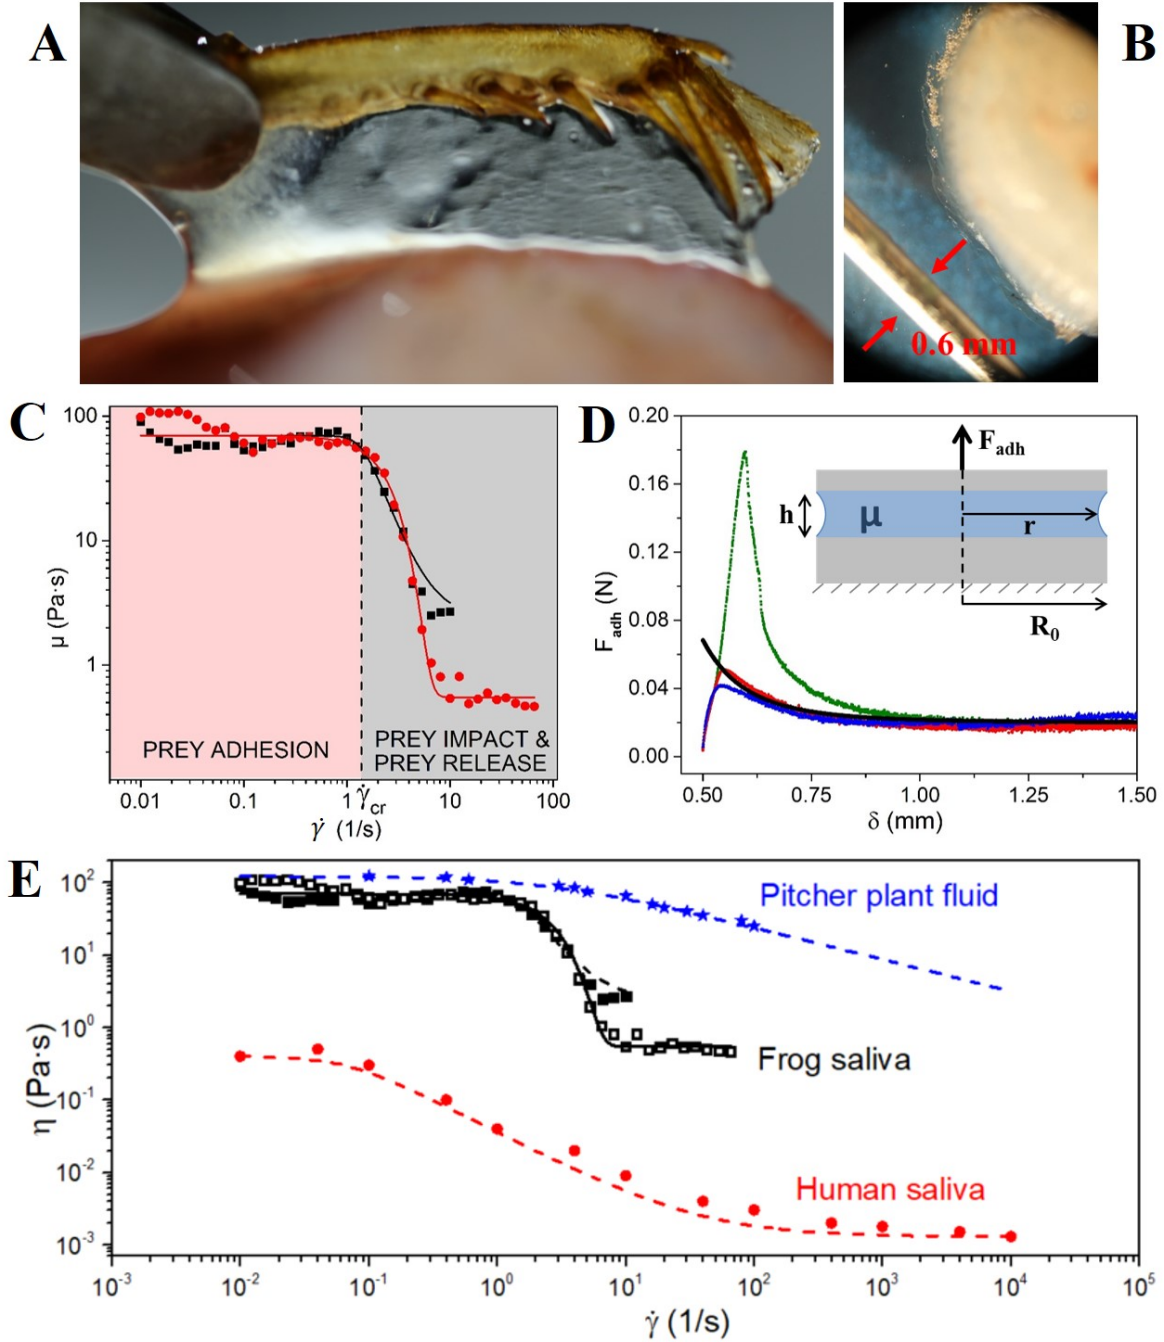 A
B
0.6 mm
C
100
10
1
μ (Pa·s)
PREY ADHESION
PREY IMPACT &
PREY RELEASE
0.01
0.1
1
γ̇cr
10
100
γ̇ (1/s)
D
0.20
0.16
0.12
0.08
0.04
0.00
Fadh (N)
Fadh
h
μ
r
R0
0.50
0.75
1.00
1.25
1.50
δ (mm)
E
10²
10¹
10⁰
10⁻¹
10⁻²
10⁻³
η (Pa·s)
Pitcher plant fluid
Frog saliva
Human saliva
10⁻³
10⁻²
10⁻¹
10⁰
10¹
10²
10³
10⁴
10⁵
γ̇ (1/s)